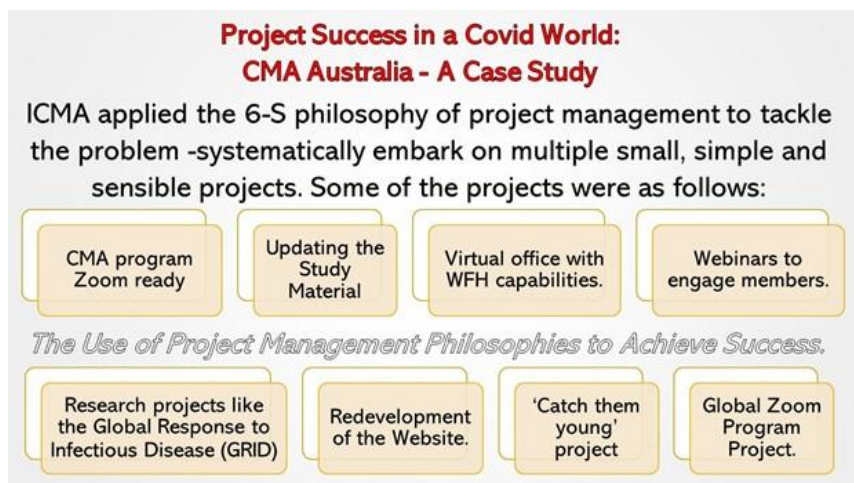 Project Success in a Covid World:
CMA Australia - A Case Study
ICMA applied the 6-S philosophy of project management to tackle
the problem -systematically embark on multiple small, simple and
sensible projects. Some of the projects were as follows:
CMA program
Zoom ready
Updating the
Study
Material
Virtual office with
WFH capabilities.
Webinars to
engage members.
The Use of Project Management Philosophies to Achieve Success.
Research projects like
the Global Response to
Infectious Disease (GRID)
Redevelopment
of the Website.
‘Catch them
young’
project
Global Zoom
Program
Project.